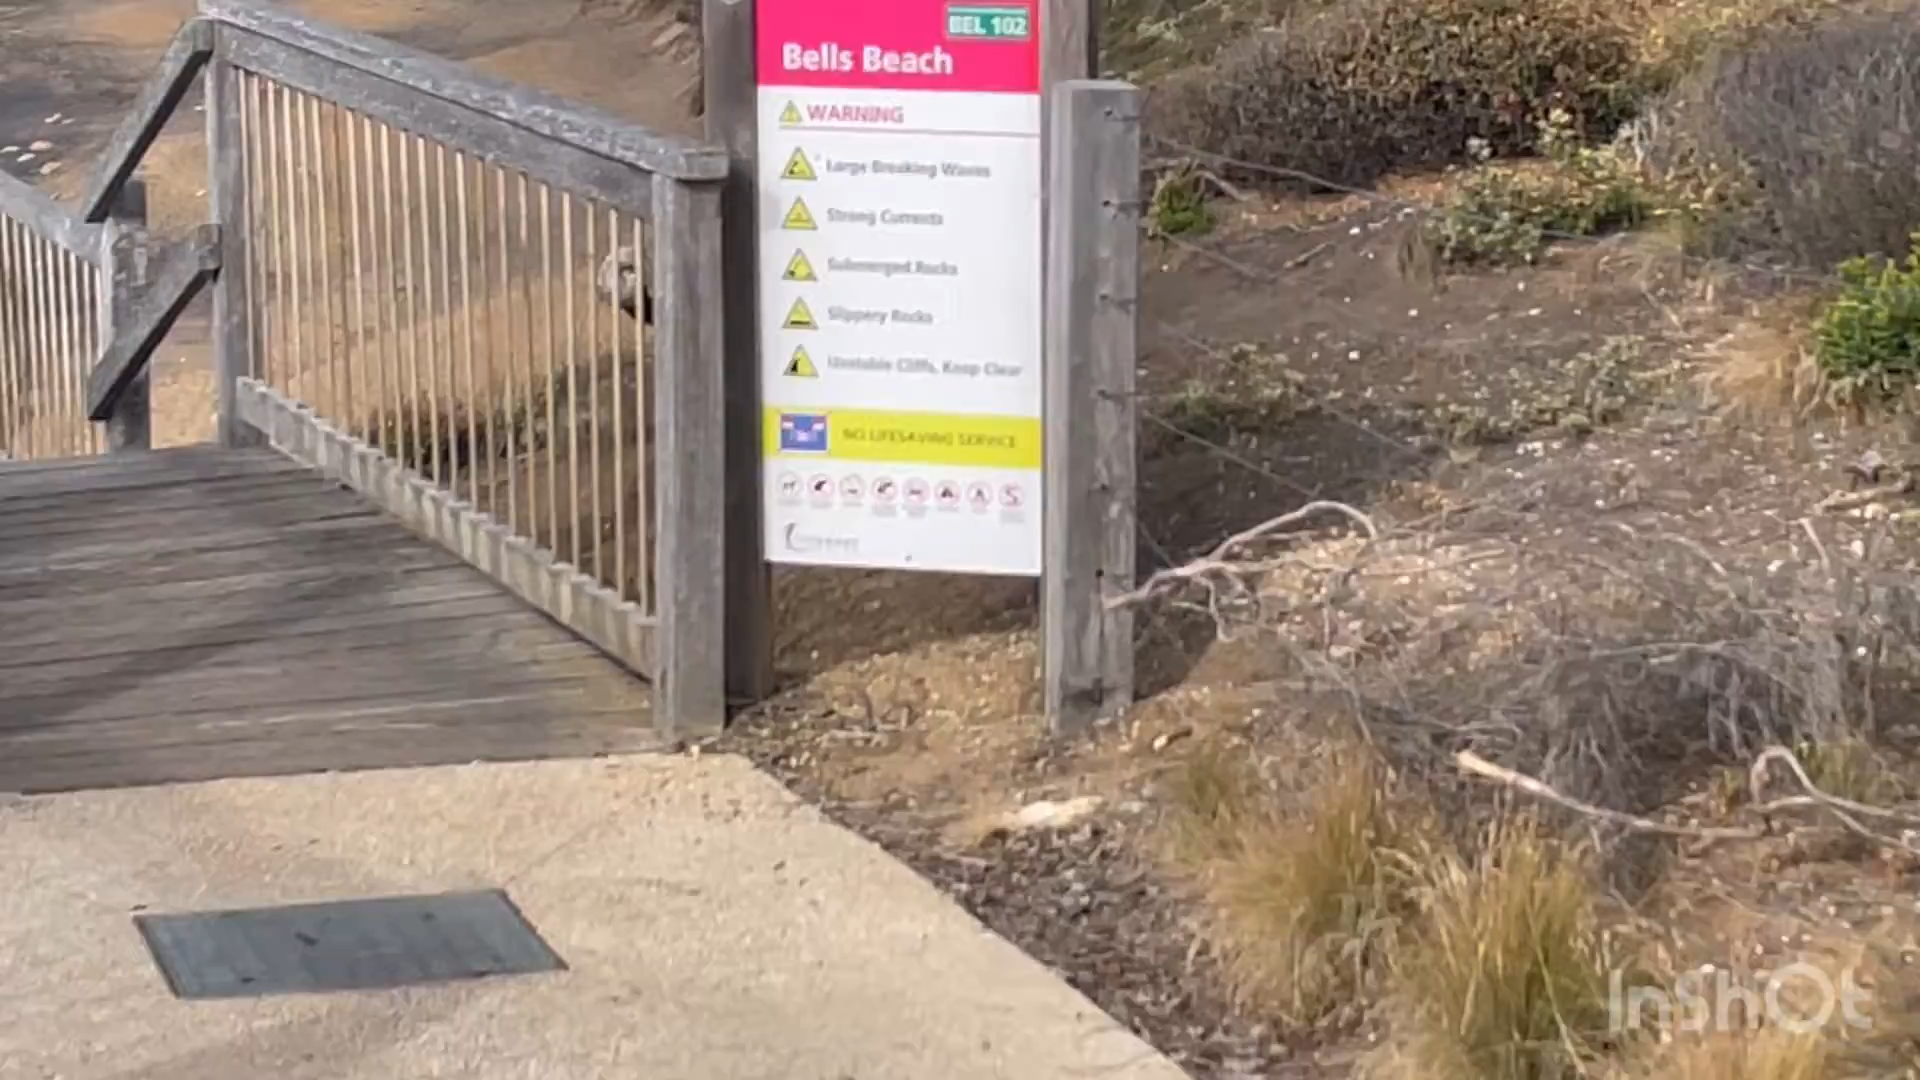 BEL 102
Bells Beach
WARNING
Large Breaking Waves
Strong Currents
Submerged Rocks
Slippery Rocks
Unstable Cliffs, Keep Clear
NO LIFESAVING SERVICE
InShOt